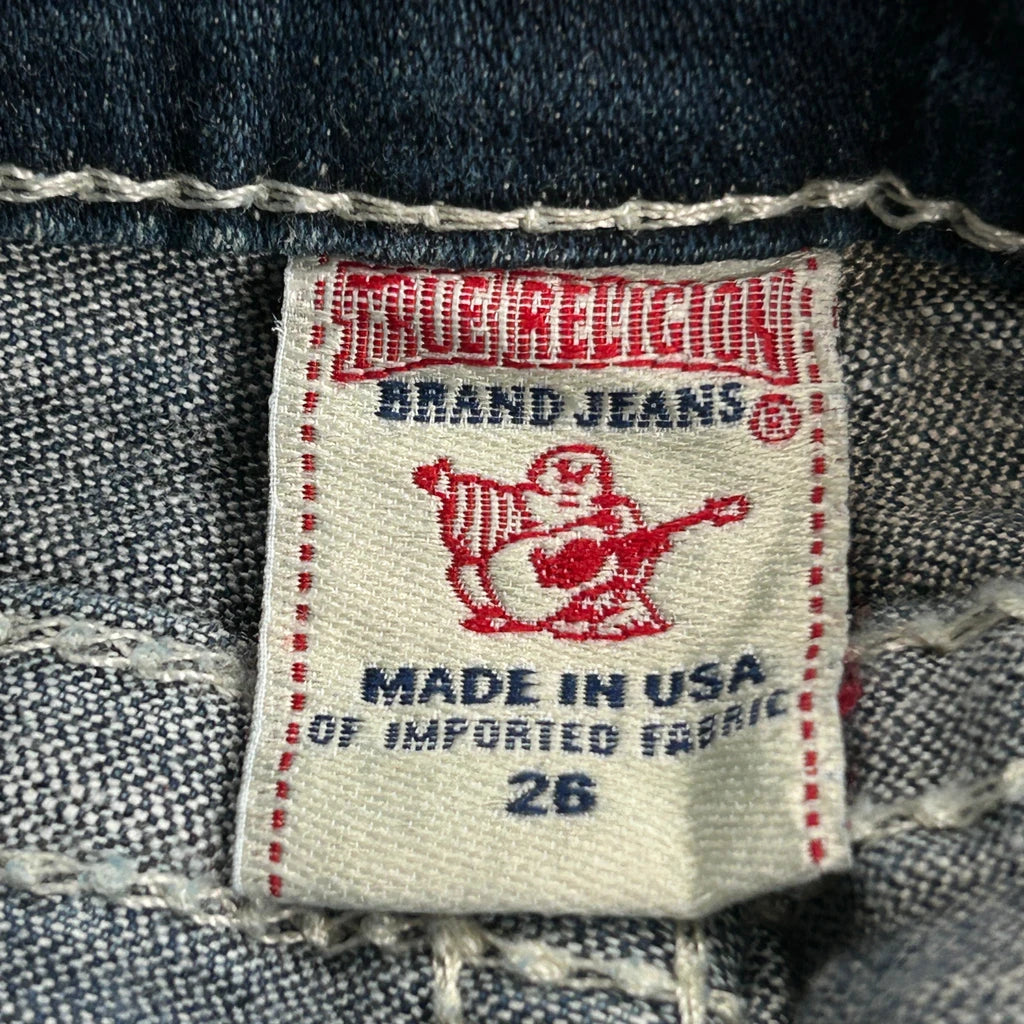 TRUE RELIGION
BRAND JEANS ®
MADE IN USA
OF IMPORTED FABRIC
26